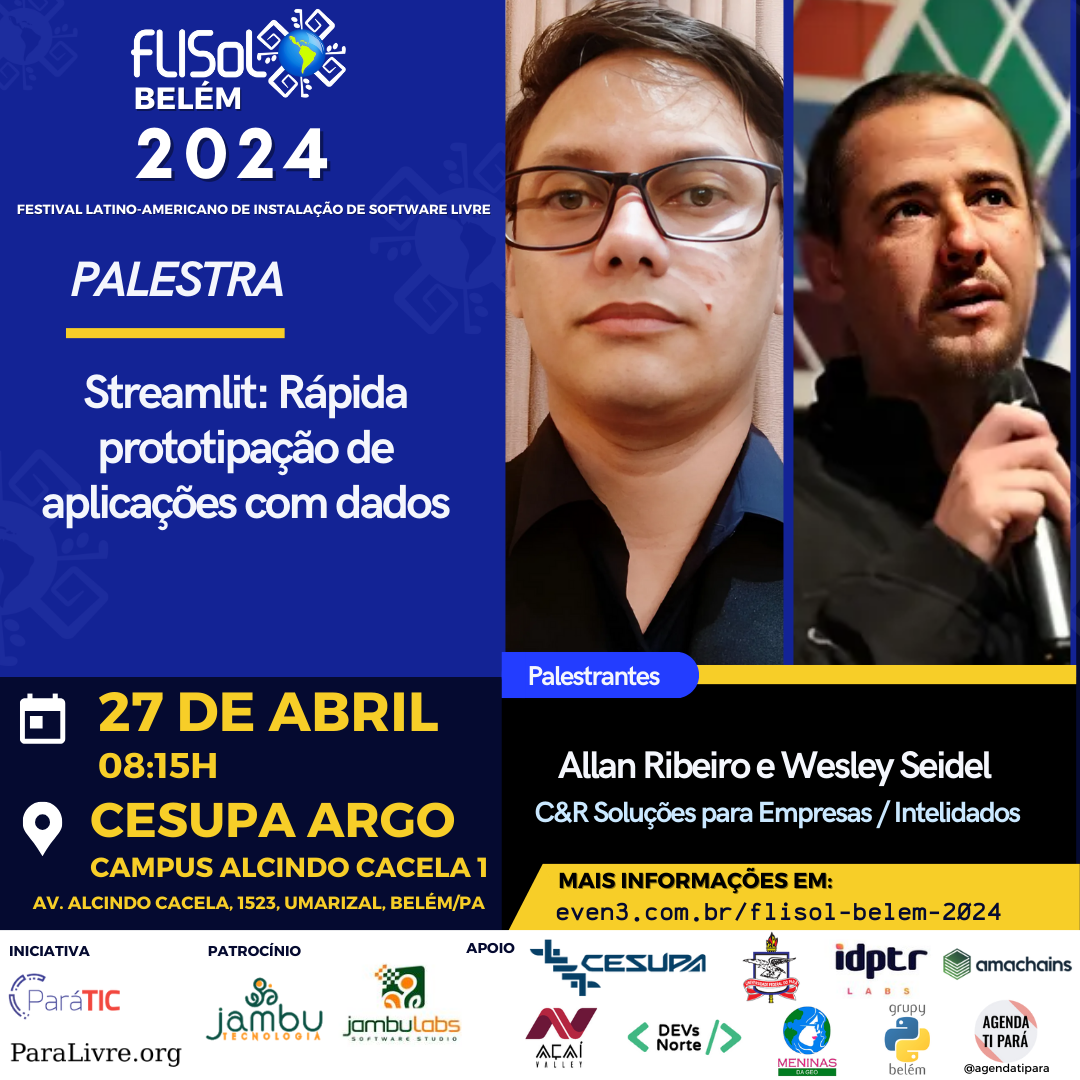 FLISol
BELÉM
2024
FESTIVAL LATINO-AMERICANO DE INSTALAÇÃO DE SOFTWARE LIVRE
PALESTRA
Streamlit: Rápida
prototipação de
aplicações com dados
27 DE ABRIL
08:15H
CESUPA ARGO
CAMPUS ALCINDO CACELA 1
AV. ALCINDO CACELA, 1523, UMARIZAL, BELÉM/PA
Palestrantes
Allan Ribeiro e Wesley Seidel
C&R Soluções para Empresas / Intelidados
MAIS INFORMAÇÕES EM:
even3.com.br/flisol-belem-2024
INICIATIVA
ParáTIC
ParaLivre.org
PATROCÍNIO
jambu
TECNOLOGIA
jambulabs
SOFTWARE STUDIO
APOIO
CESUPA
UNIVERSIDADE FEDERAL DO PARÁ
idptr
LABS
amachains
AÇAÍ
VALLEY
DEVs
Norte
MENINAS
DA GEO
grupy
belém
AGENDA
TI PARÁ
@agendatipara